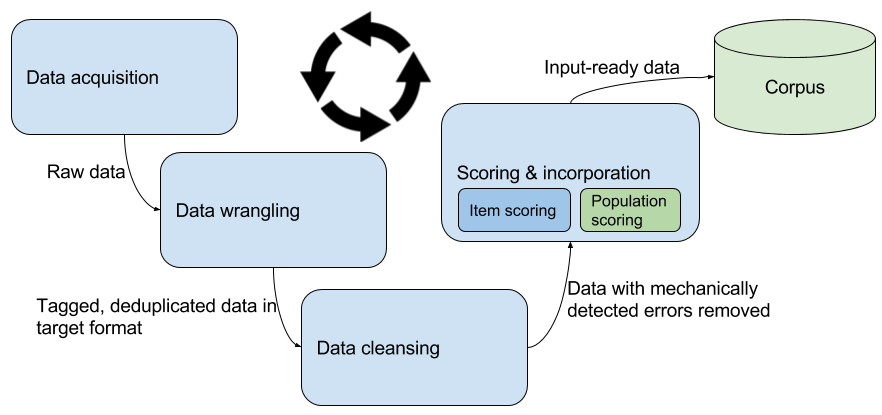 Data acquisition
Raw data
Data wrangling
Tagged, deduplicated data in
target format
Data cleansing
Data with mechanically
detected errors removed
Scoring & incorporation
Item scoring
Population
scoring
Input-ready data
Corpus